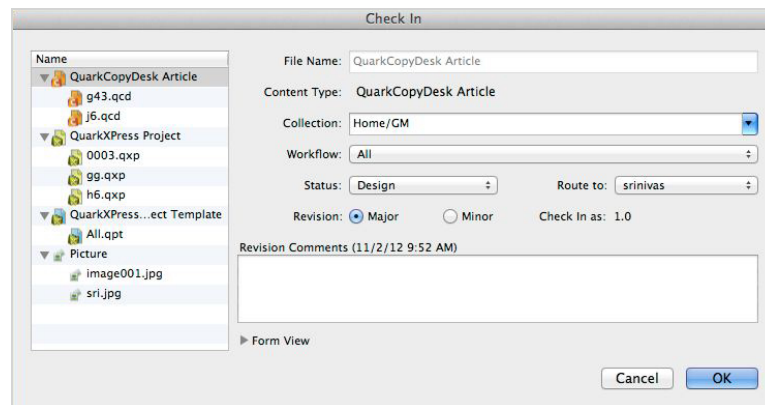 Check In
Name
QuarkCopyDesk Article
g43.qcd
j6.qcd
QuarkXPress Project
0003.qxp
gg.qxp
h6.qxp
QuarkXPress...ect Template
All.qpt
Picture
image001.jpg
sri.jpg
File Name: QuarkCopyDesk Article
Content Type: QuarkCopyDesk Article
Collection: Home/GM
Workflow: All
Status: Design Route to: srinivas
Revision: Major Minor Check In as: 1.0
Revision Comments (11/2/12 9:52 AM)
Form View
Cancel OK